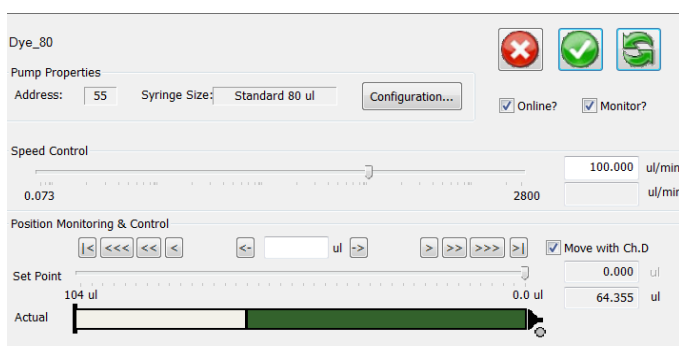 Dye_80
Pump Properties
Address: 55 Syringe Size: Standard 80 ul Configuration...
Online? Monitor?
Speed Control
100.000 ul/min
0.073 2800 ul/min
Position Monitoring & Control
|< <<< << < <- ul -> > >> >>> >| Move with Ch.D
Set Point 0.000 ul
104 ul 0.0 ul 64.355 ul
Actual